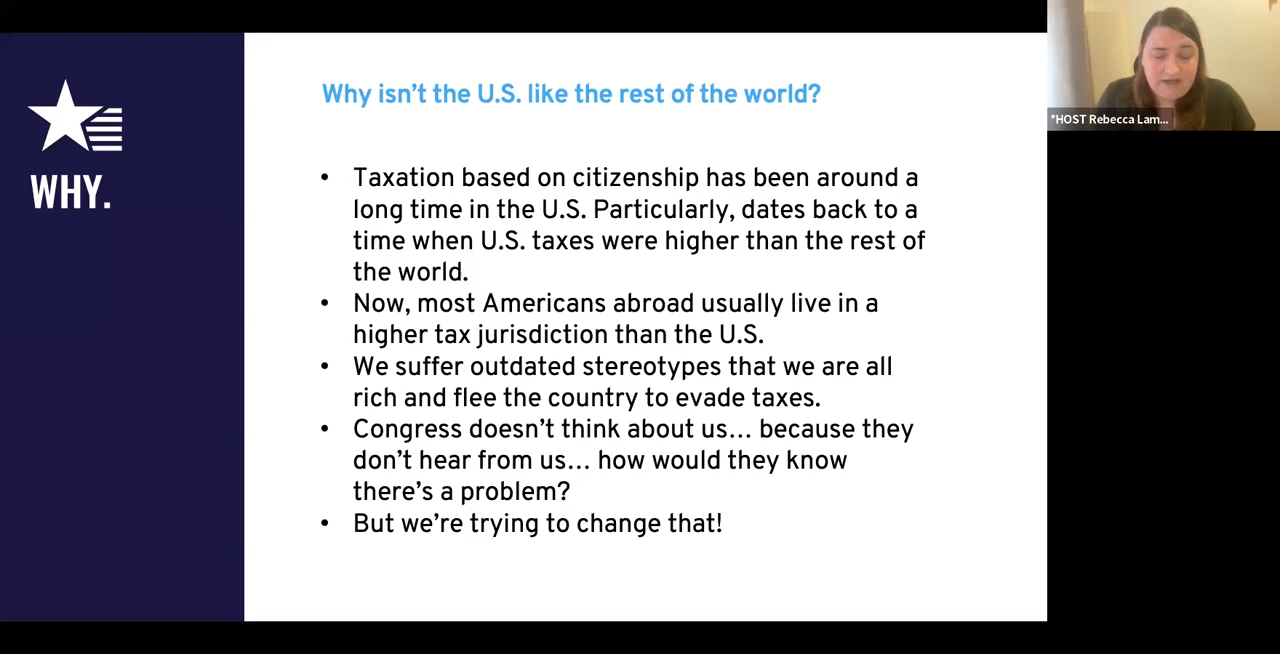 WHY.
Why isn't the U.S. like the rest of the world?
• Taxation based on citizenship has been around a
long time in the U.S. Particularly, dates back to a
time when U.S. taxes were higher than the rest of
the world.
• Now, most Americans abroad usually live in a
higher tax jurisdiction than the U.S.
• We suffer outdated stereotypes that we are all
rich and flee the country to evade taxes.
• Congress doesn't think about us… because they
don't hear from us… how would they know
there's a problem?
• But we're trying to change that!
*HOST Rebecca Lam...